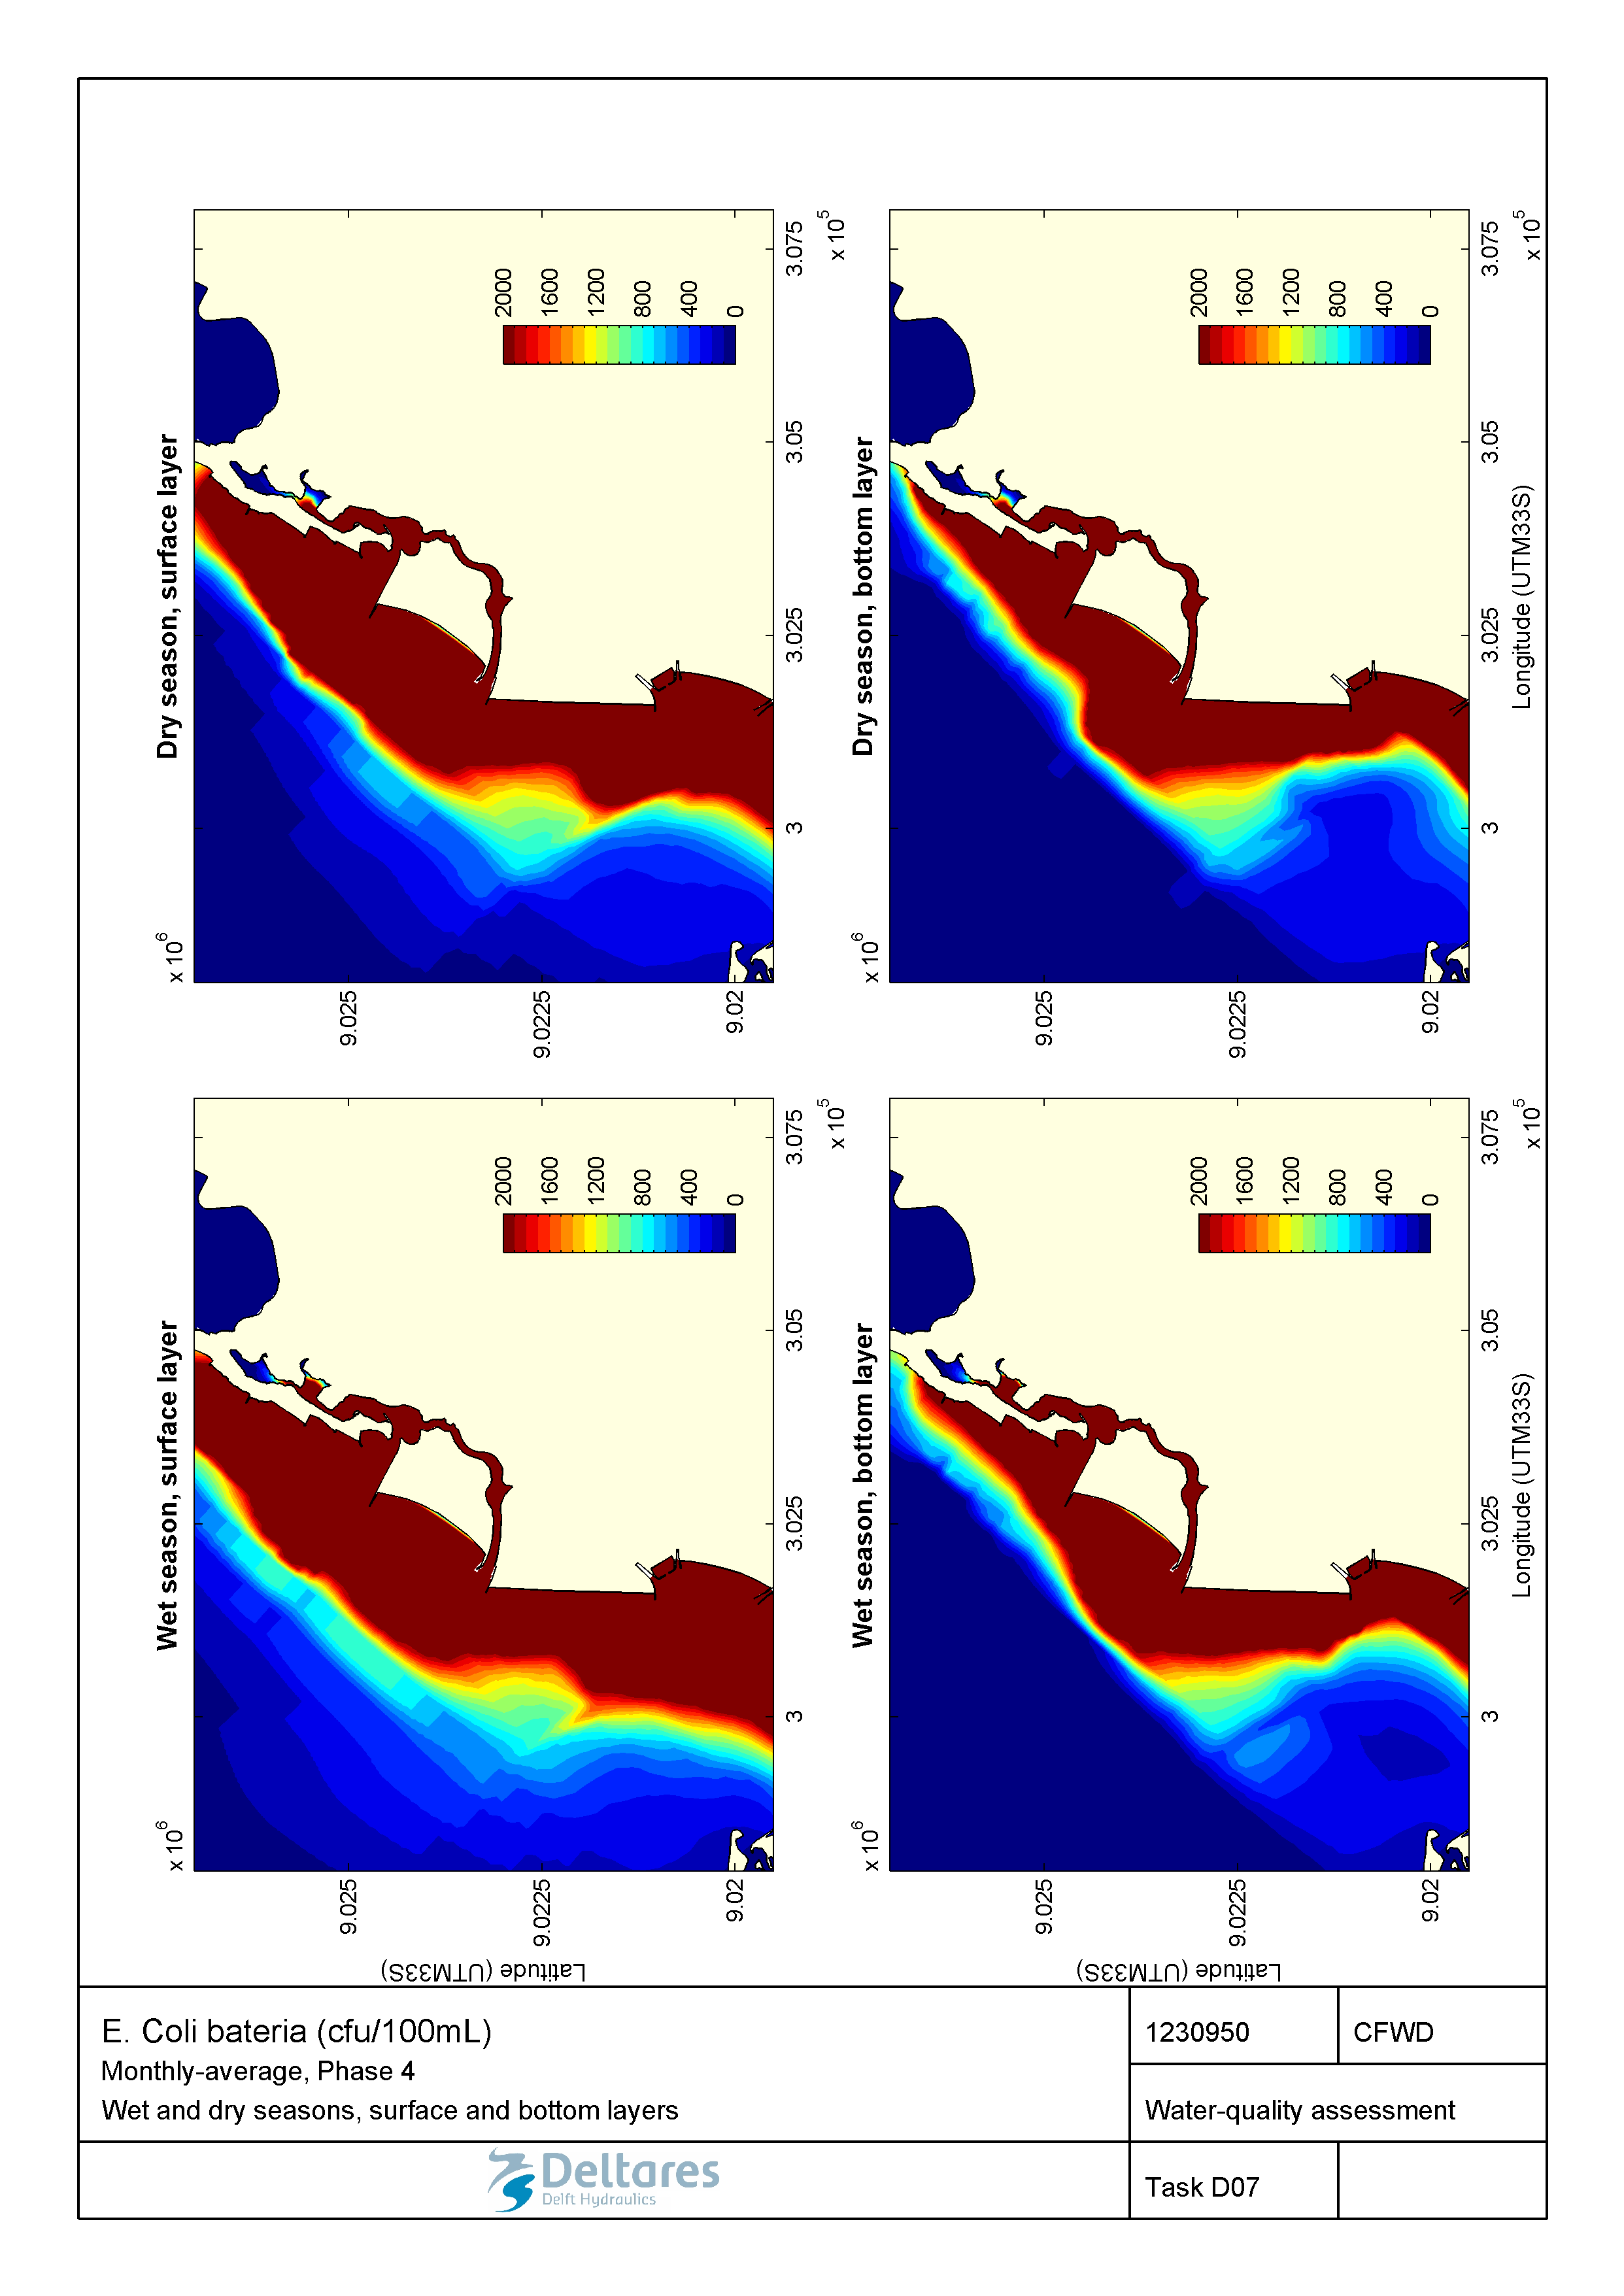 Wet season, surface layer
x 10^6
9.025
9.0225
9.02
Latitude (UTM33S)
2000
1600
1200
800
400
0
3
3.025
3.05
3.075
x 10^5
Dry season, surface layer
x 10^6
9.025
9.0225
9.02
2000
1600
1200
800
400
0
3
3.025
3.05
3.075
x 10^5
Wet season, bottom layer
x 10^6
9.025
9.0225
9.02
Latitude (UTM33S)
2000
1600
1200
800
400
0
3
3.025
3.05
3.075
x 10^5
Longitude (UTM33S)
Dry season, bottom layer
x 10^6
9.025
9.0225
9.02
2000
1600
1200
800
400
0
3
3.025
3.05
3.075
x 10^5
Longitude (UTM33S)
E. Coli bateria (cfu/100mL)
Monthly-average, Phase 4
Wet and dry seasons, surface and bottom layers
1230950
CFWD
Water-quality assessment
Deltares
Delft Hydraulics
Task D07